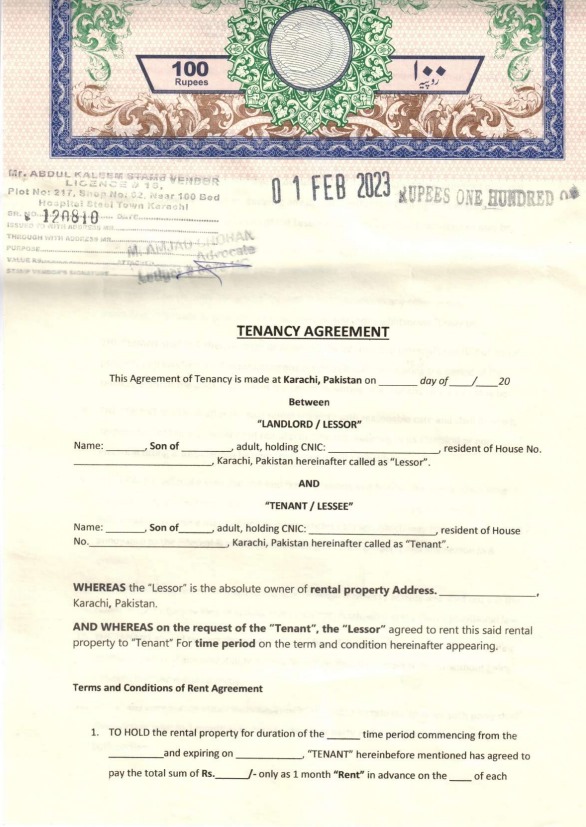 100
Rupees
١٠٠
روپیہ
Mr. ABDUL KALEEM STAMP VENDOR
LICENCE # 16,
Plot No: 217, Shop No: 02, Near 100 Bed
Hospital Steel Town Karachi
SR. NO. 120810 DATE
ISSUED TO WITH ADDRESS MR
THROUGH WITH ADDRESS MR.
PURPOSE
VALUE RS. ATTACHED
STAMP VENDOR'S SIGNATURE
Advocate
0 1 FEB 2023
RUPEES ONE HUNDRED
TENANCY AGREEMENT
This Agreement of Tenancy is made at Karachi, Pakistan on _______ day of ____/____20
Between
“LANDLORD / LESSOR”
Name: _______, Son of _________, adult, holding CNIC: ____________________, resident of House No.
_________________________, Karachi, Pakistan hereinafter called as “Lessor”.
AND
“TENANT / LESSEE”
Name: _______, Son of______, adult, holding CNIC: ______________________, resident of House
No._________________________, Karachi, Pakistan hereinafter called as “Tenant”.
WHEREAS the “Lessor” is the absolute owner of rental property Address. _________________,
Karachi, Pakistan.
AND WHEREAS on the request of the “Tenant”, the “Lessor” agreed to rent this said rental
property to “Tenant” For time period on the term and condition hereinafter appearing.
Terms and Conditions of Rent Agreement
1. TO HOLD the rental property for duration of the ______ time period commencing from the
__________and expiring on ____________, “TENANT” hereinbefore mentioned has agreed to
pay the total sum of Rs.______/- only as 1 month “Rent” in advance on the ____ of each